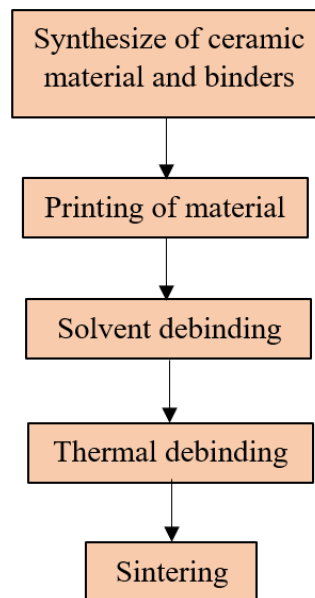 Synthesize of ceramic
material and binders
Printing of material
Solvent debinding
Thermal debinding
Sintering